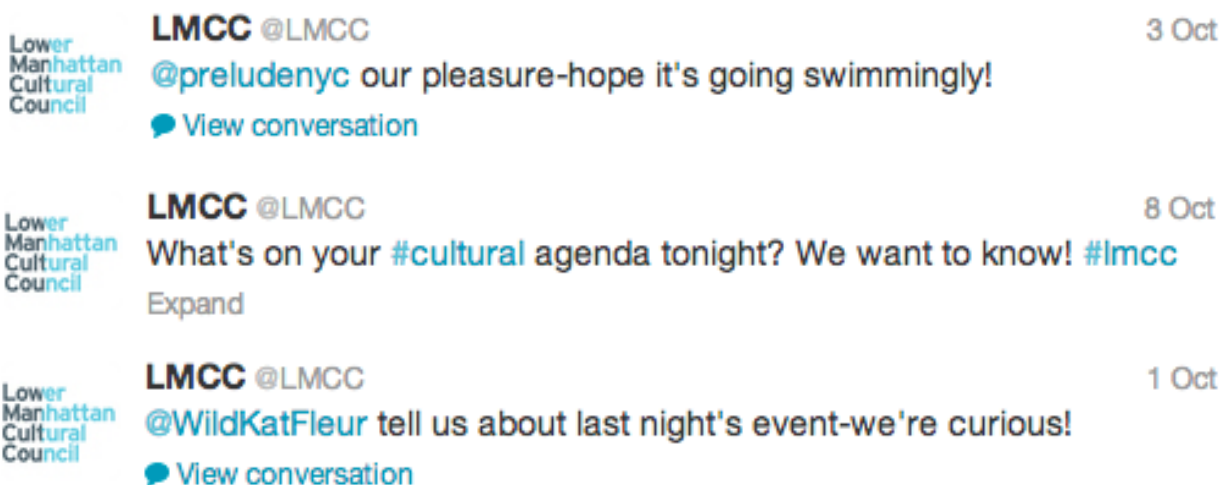 LMCC @LMCC 3 Oct
Lower
Manhattan
Cultural
Council
@preludenyc our pleasure-hope it's going swimmingly!
View conversation
LMCC @LMCC 8 Oct
Lower
Manhattan
Cultural
Council
What's on your #cultural agenda tonight? We want to know! #lmcc
Expand
LMCC @LMCC 1 Oct
Lower
Manhattan
Cultural
Council
@WildKatFleur tell us about last night's event-we're curious!
View conversation